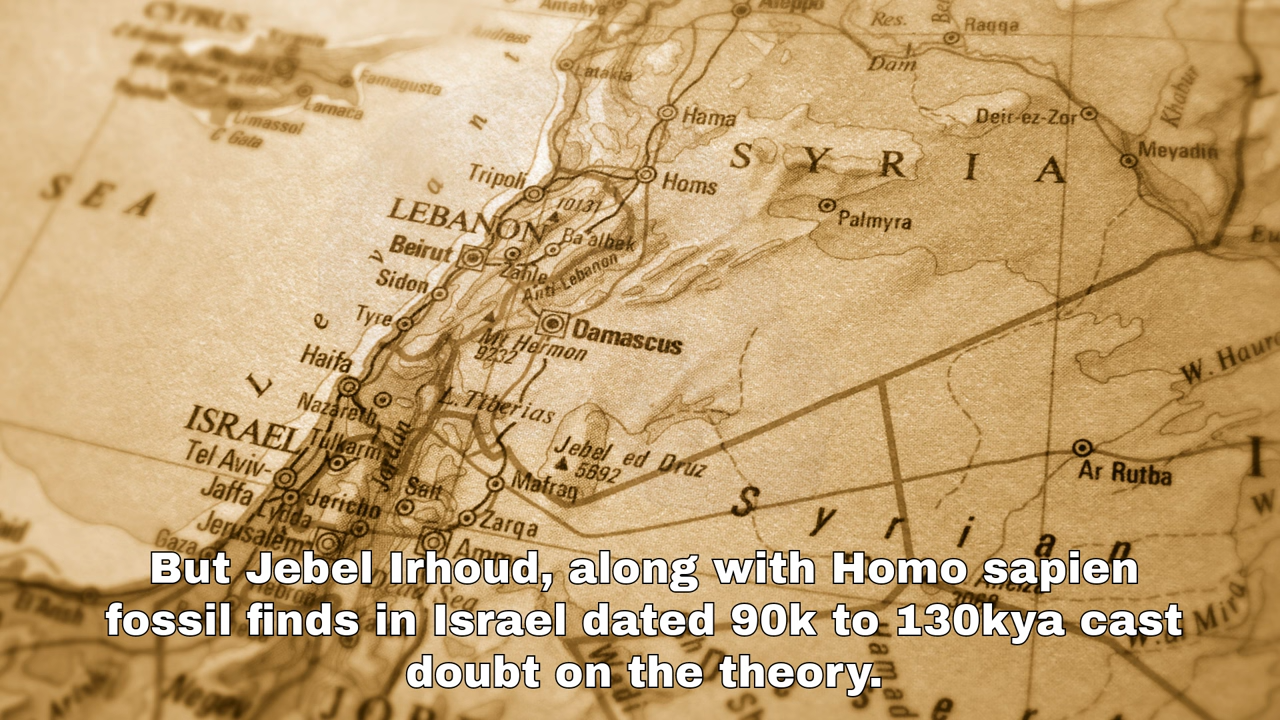 CYPRUS
Famagusta
Larnaca
Limassol
C Gata
Andreas
Antakya
Aleppo
Res.
Dam
Raqqa
Khabur
Latakia
Hama
Deir-ez-Zor
Meyadin
SYRIA
SEA
Tripoli
Homs
10131
Palmyra
LEBANON
Ba'albek
Beirut
Zahle
Anti-Lebanon
Sidon
Tyre
Damascus
Mt Hermon
9232
Haifa
L. Tiberias
Nazareth
ISRAEL
Tulkarm
Jordan
Jebel ed Druz
5892
Tel Aviv-
Jaffa
Salt
Mafraq
Ar Rutba
Jericho
Lydda
Zarqa
Syrian
Jerusalem
Gaza
But Jebel Irhoud, along with Homo sapien
fossil finds in Israel dated 90k to 130kya cast
doubt on the theory.
Negev